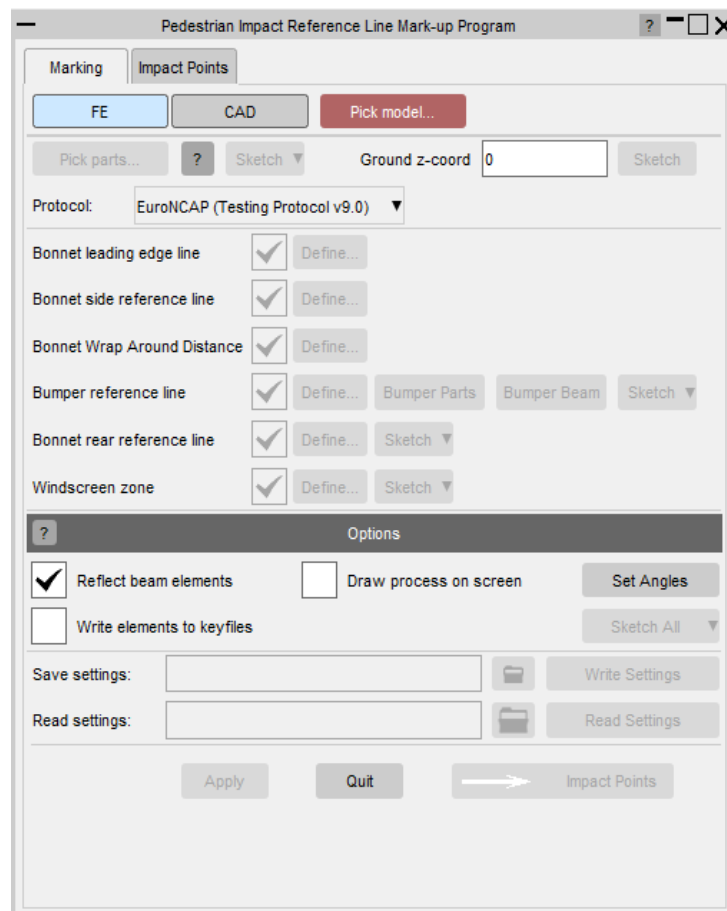 Pedestrian Impact Reference Line Mark-up Program ?
Marking Impact Points
FE CAD Pick model...
Pick parts... ? Sketch Ground z-coord 0 Sketch
Protocol: EuroNCAP (Testing Protocol v9.0)
Bonnet leading edge line Define...
Bonnet side reference line Define...
Bonnet Wrap Around Distance Define...
Bumper reference line Define... Bumper Parts Bumper Beam Sketch
Bonnet rear reference line Define... Sketch
Windscreen zone Define... Sketch
? Options
Reflect beam elements Draw process on screen Set Angles
Write elements to keyfiles Sketch All
Save settings: Write Settings
Read settings: Read Settings
Apply Quit Impact Points